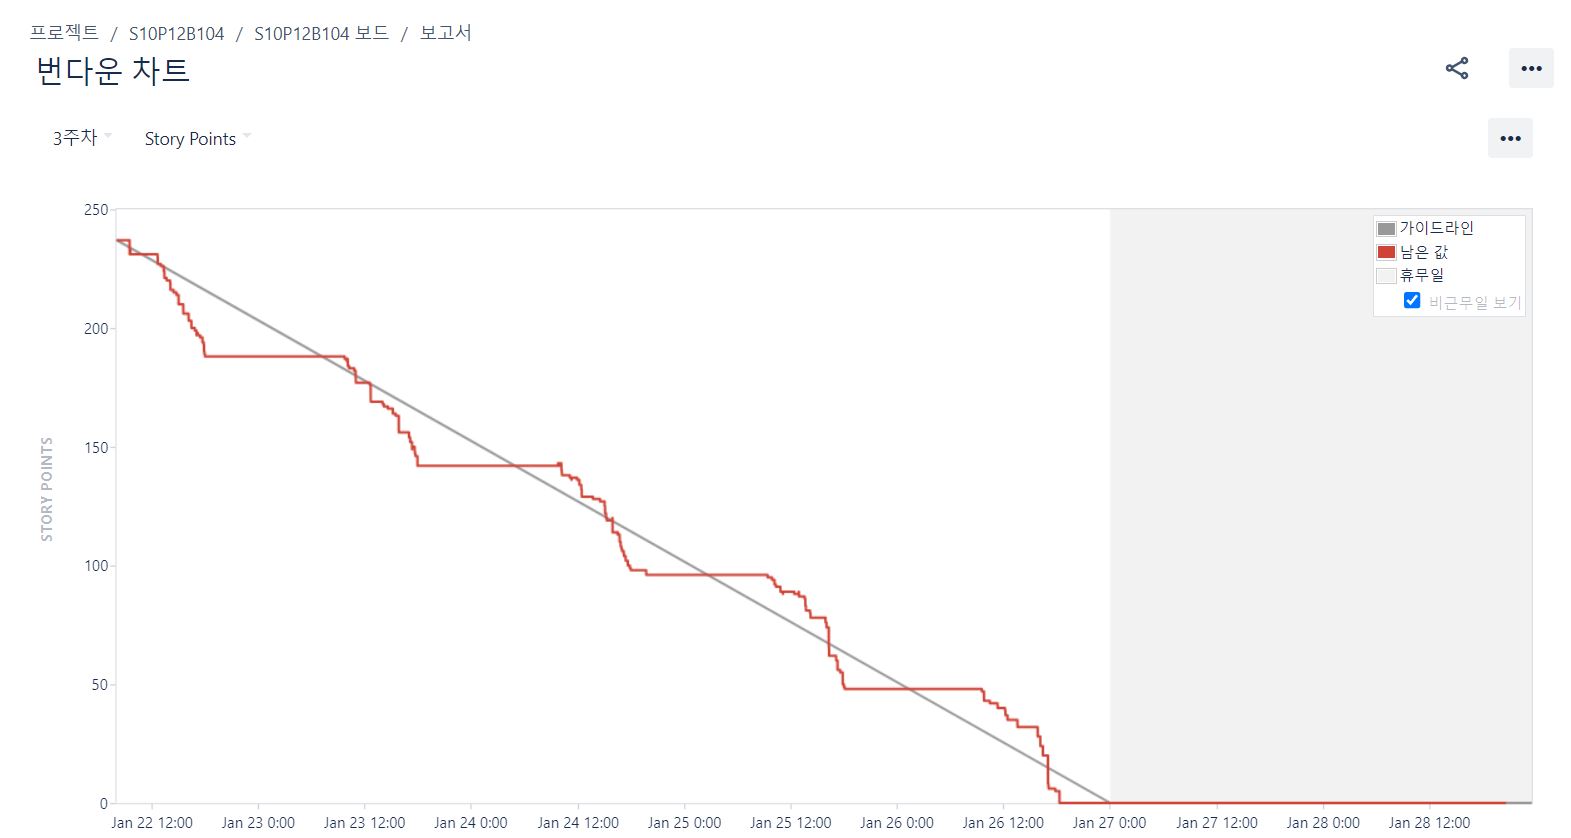 프로젝트 / S10P12B104 / S10P12B104 보드 / 보고서
번다운 차트
3주차 Story Points
250
200
150
100
50
0
STORY POINTS
가이드라인
남은 값
휴무일
비근무일 보기
Jan 22 12:00 Jan 23 0:00 Jan 23 12:00 Jan 24 0:00 Jan 24 12:00 Jan 25 0:00 Jan 25 12:00 Jan 26 0:00 Jan 26 12:00 Jan 27 0:00 Jan 27 12:00 Jan 28 0:00 Jan 28 12:00